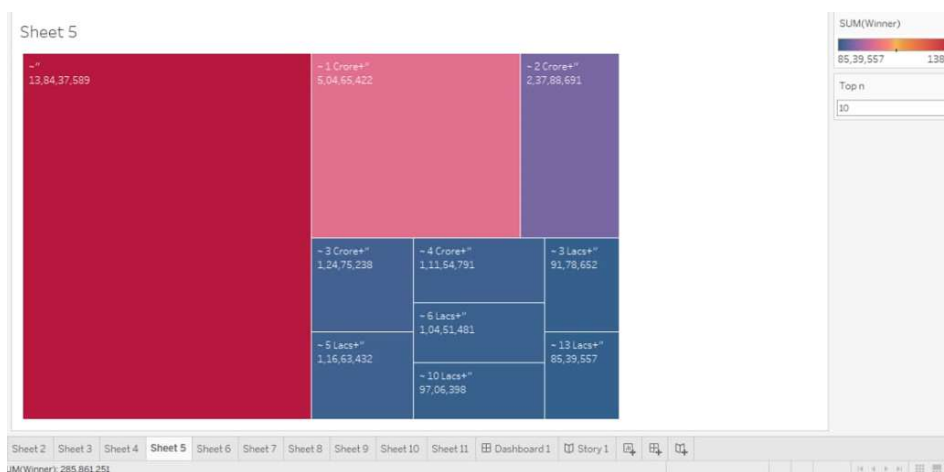 Sheet 5
~"
13,84,37,589
~ 1 Crore+"
5,04,65,422
~ 2 Crore+"
2,37,88,691
~ 3 Crore+"
1,24,75,238
~ 4 Crore+"
1,11,54,791
~ 3 Lacs+"
91,78,652
~ 6 Lacs+"
1,04,51,481
~ 5 Lacs+"
1,16,63,432
~ 10 Lacs+"
97,06,398
~ 13 Lacs+"
85,39,557
SUM(Winner)
85,39,557 138
Top n
10
Sheet 2 Sheet 3 Sheet 4 Sheet 5 Sheet 6 Sheet 7 Sheet 8 Sheet 9 Sheet 10 Sheet 11 Dashboard 1 Story 1
UM(Winner): 285,861,251